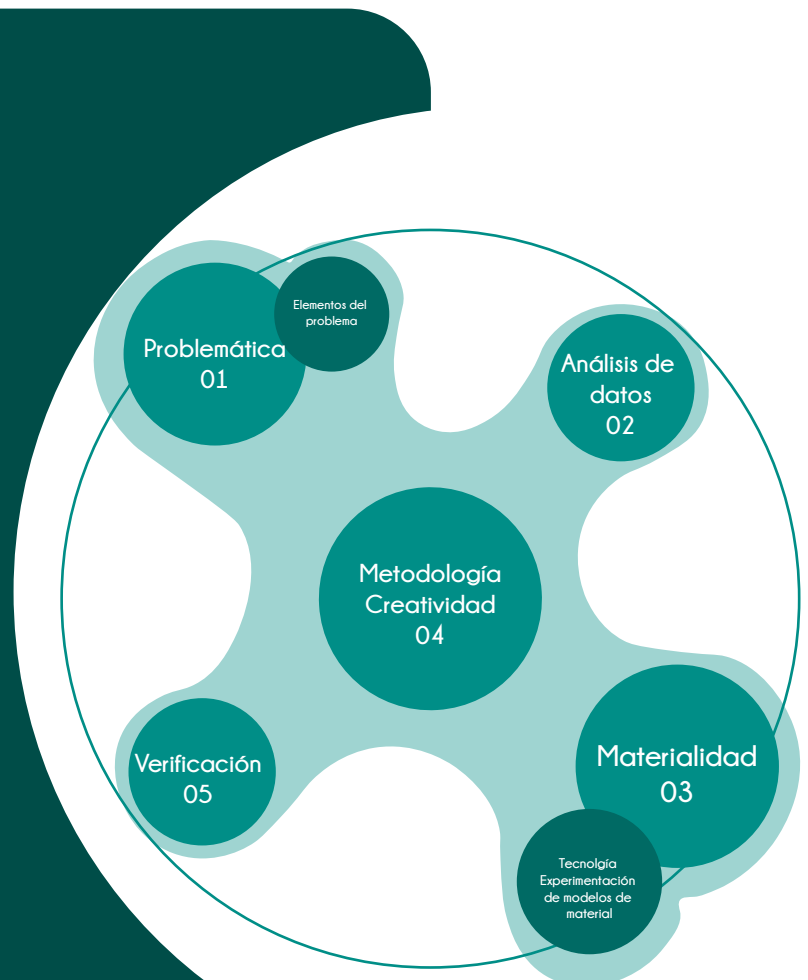 Problemática
01
Elementos del
problema
Análisis de
datos
02
Metodología
Creatividad
04
Materialidad
03
Tecnolgía
Experimentación
de modelos de
material
Verificación
05